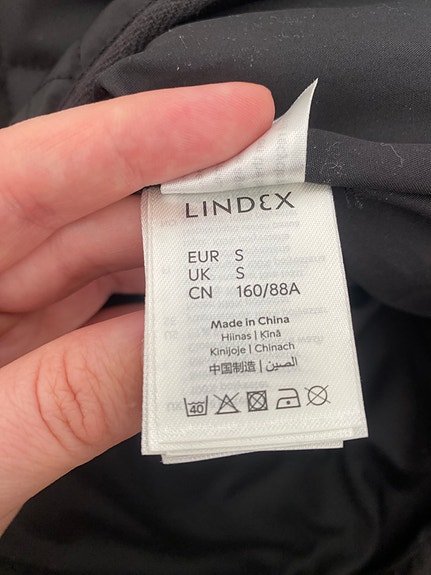 LINDEX
EUR S
UK S
CN 160/88A
Made in China
Hiinas | Ķīnā
Kinijoje | Chinach
中国制造 | الصين
40